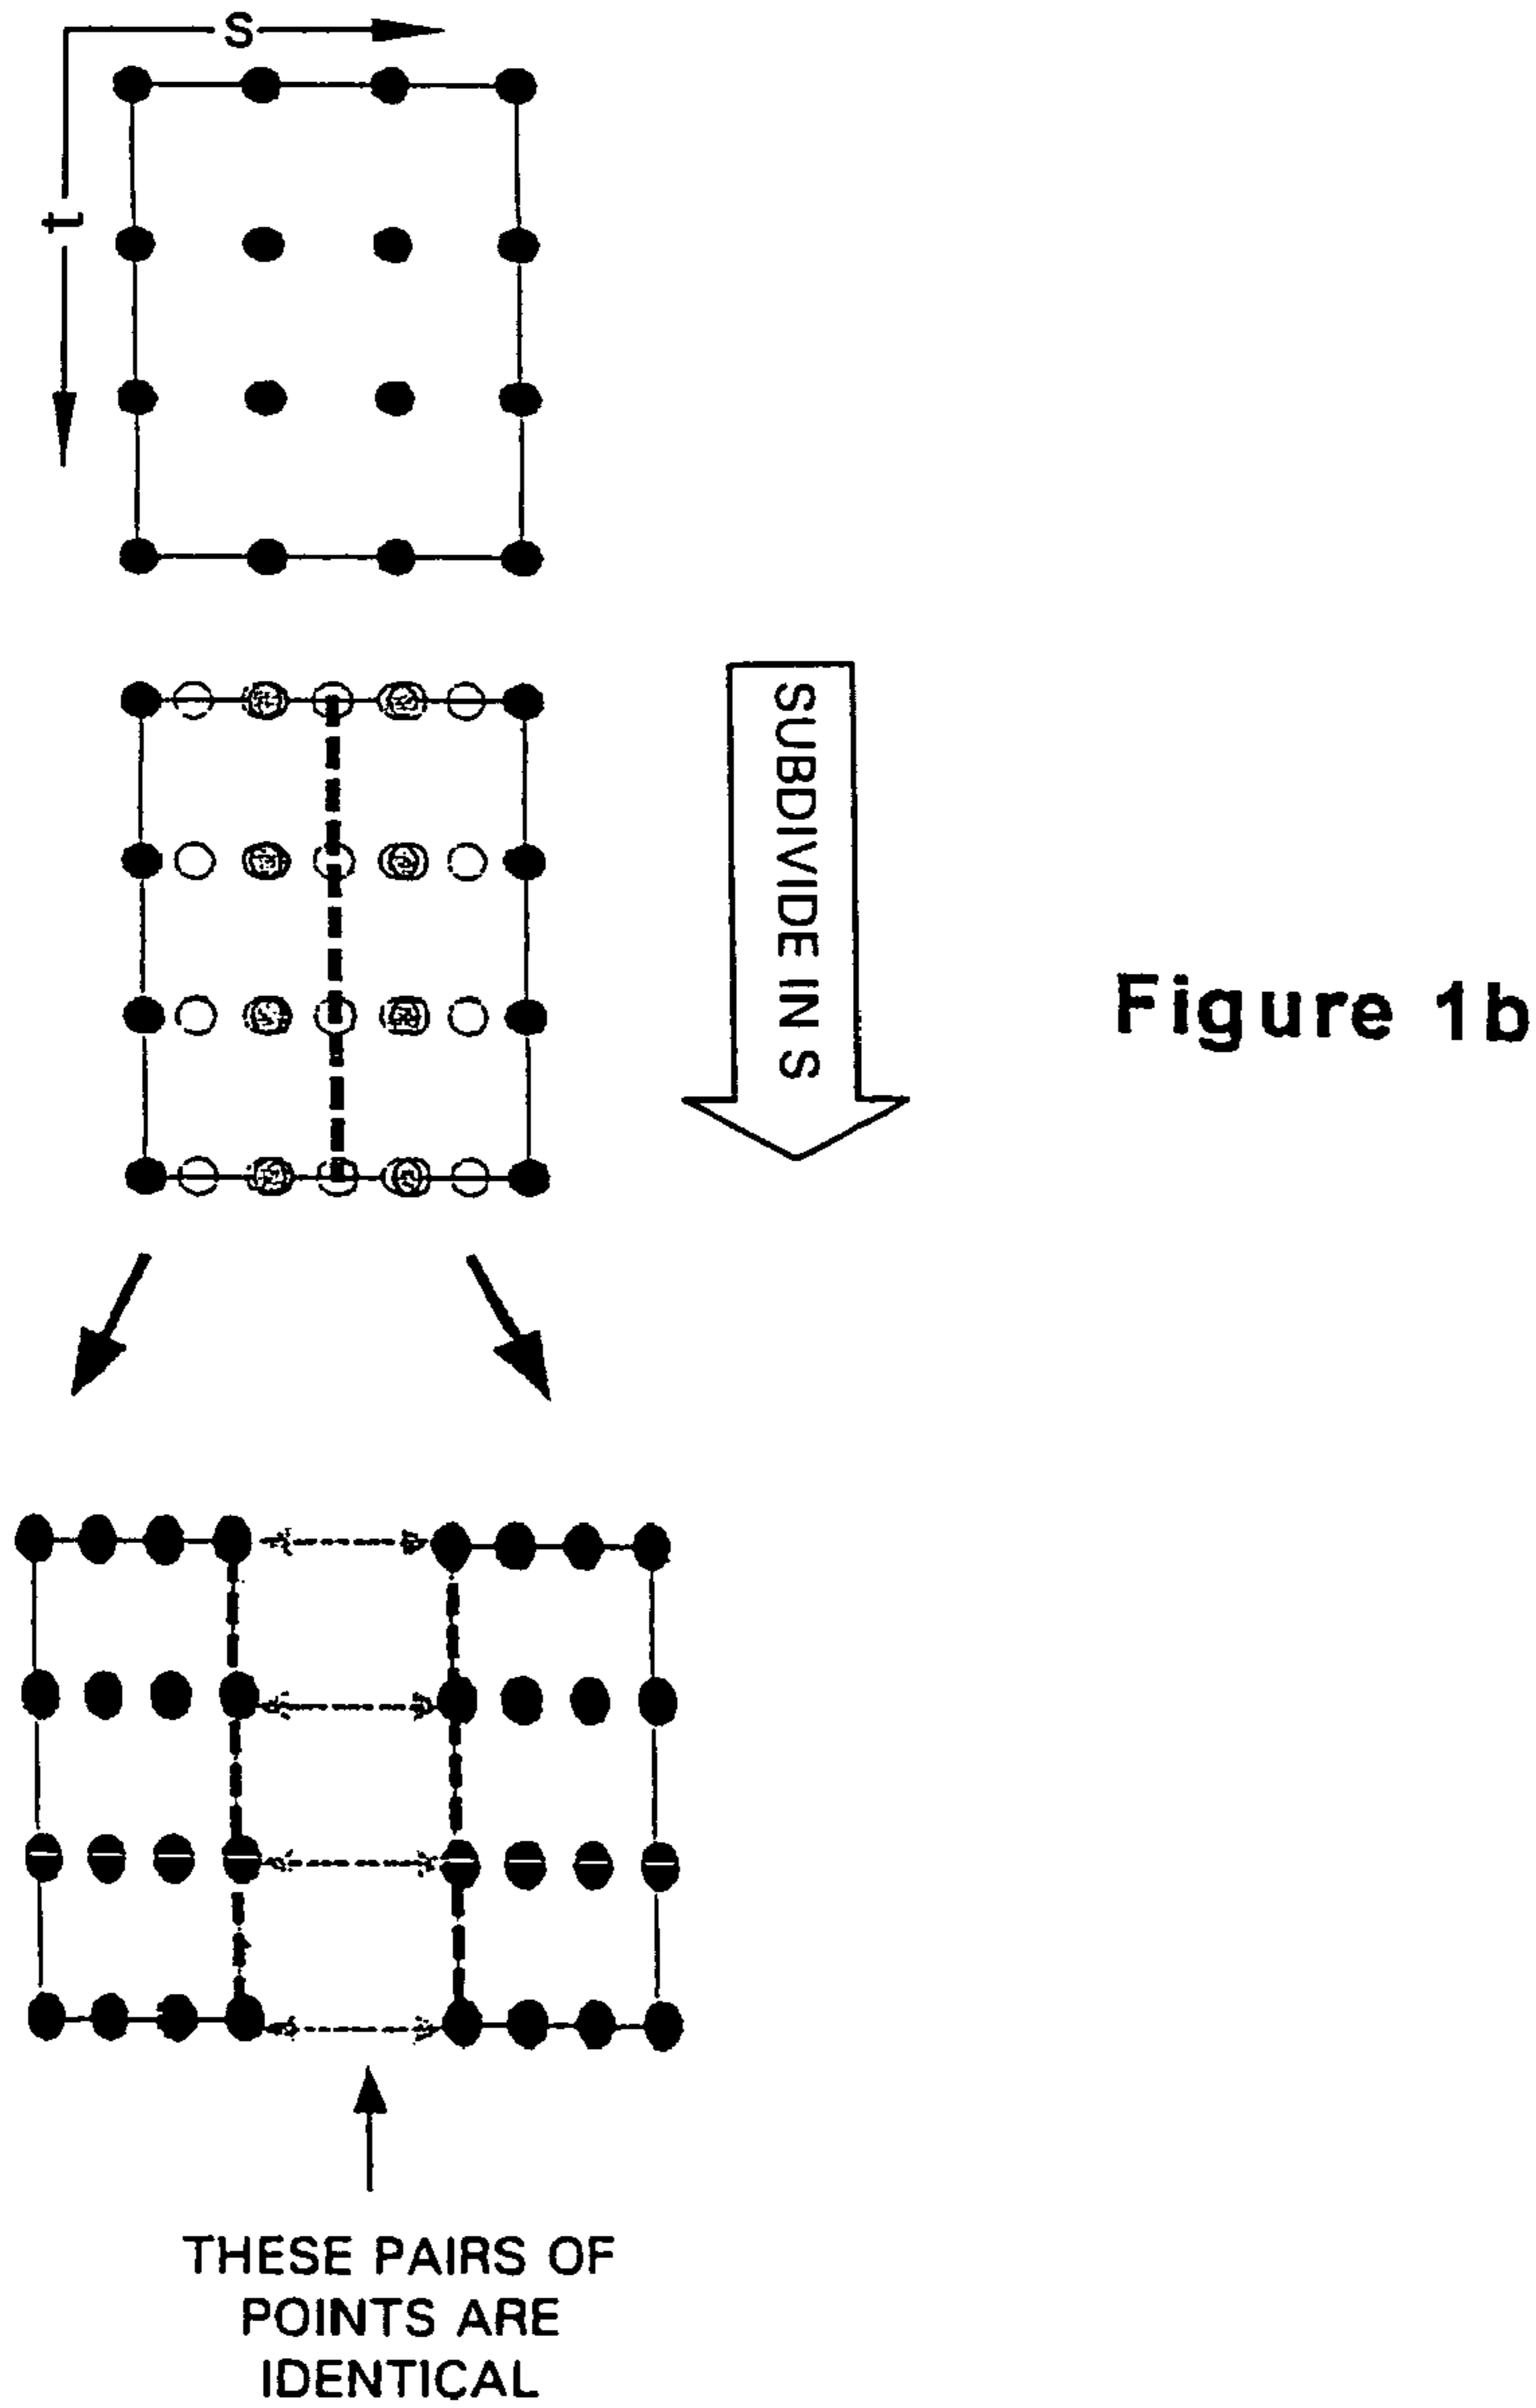 S
t
SUBDIVIDE IN S
Figure 1b
THESE PAIRS OF
POINTS ARE
IDENTICAL